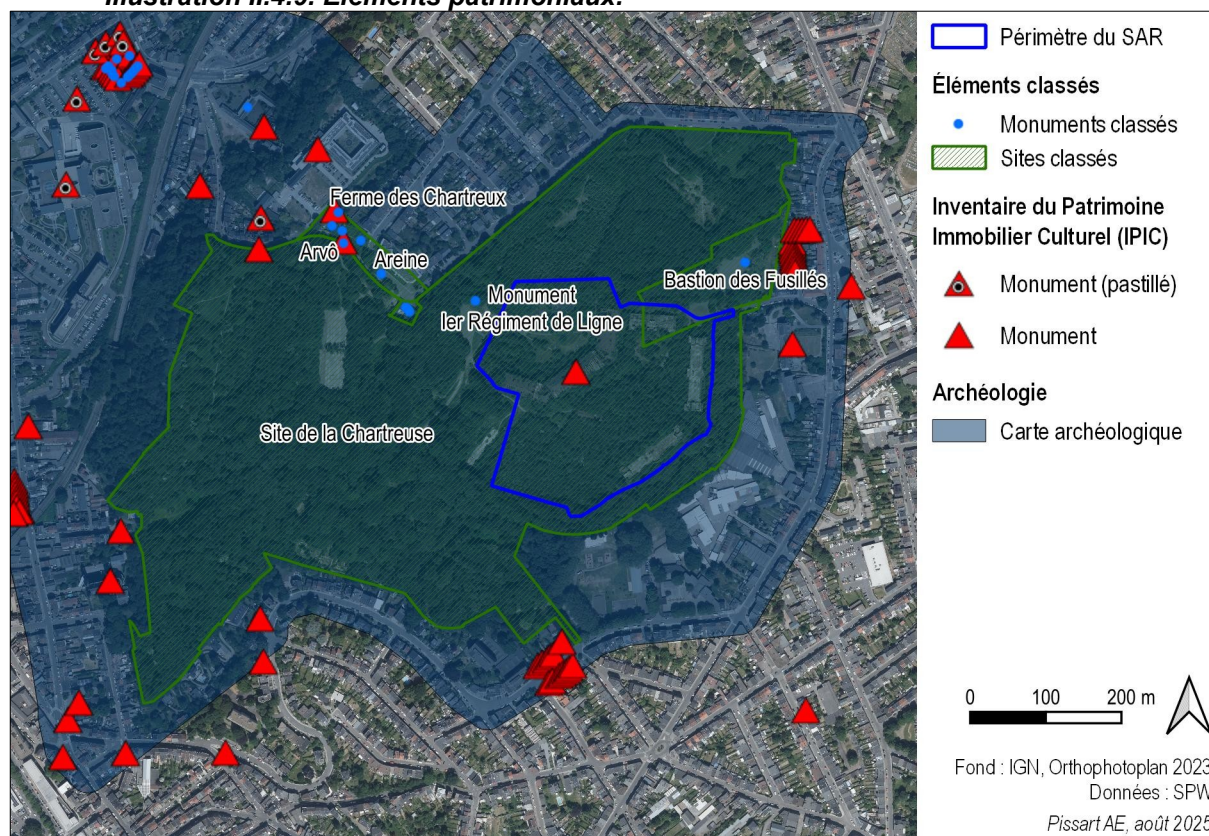 Illustration II.4.9. Eléments patrimoniaux.
Ferme des Chartreux
Arvô
Areine
Monument
Ier Régiment de Ligne
Bastion des Fusillés
Site de la Chartreuse
Périmètre du SAR
Éléments classés
Monuments classés
Sites classés
Inventaire du Patrimoine
Immobilier Culturel (IPIC)
Monument (pastillé)
Monument
Archéologie
Carte archéologique
0 100 200 m
Fond : IGN, Orthophotoplan 2023
Données : SPW
Pissart AE, août 2025